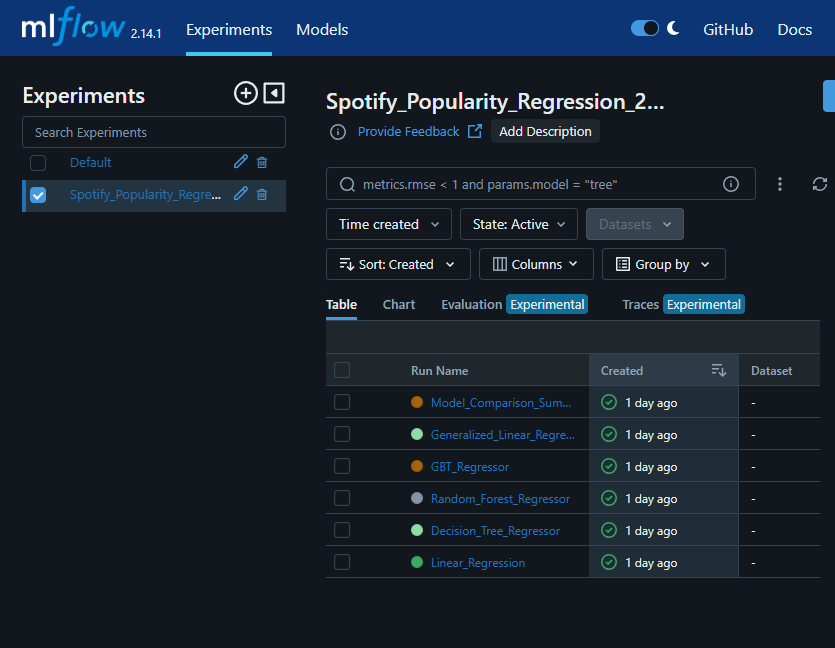 mlflow 2.14.1 Experiments Models GitHub Docs
Experiments
Search Experiments
Default
Spotify_Popularity_Regre...
Spotify_Popularity_Regression_2...
Provide Feedback Add Description
metrics.rmse < 1 and params.model = "tree"
Time created State: Active Datasets
Sort: Created Columns Group by
Table Chart Evaluation Experimental Traces Experimental
Run Name Created Dataset
Model_Comparison_Sum... 1 day ago -
Generalized_Linear_Regre... 1 day ago -
GBT_Regressor 1 day ago -
Random_Forest_Regressor 1 day ago -
Decision_Tree_Regressor 1 day ago -
Linear_Regression 1 day ago -